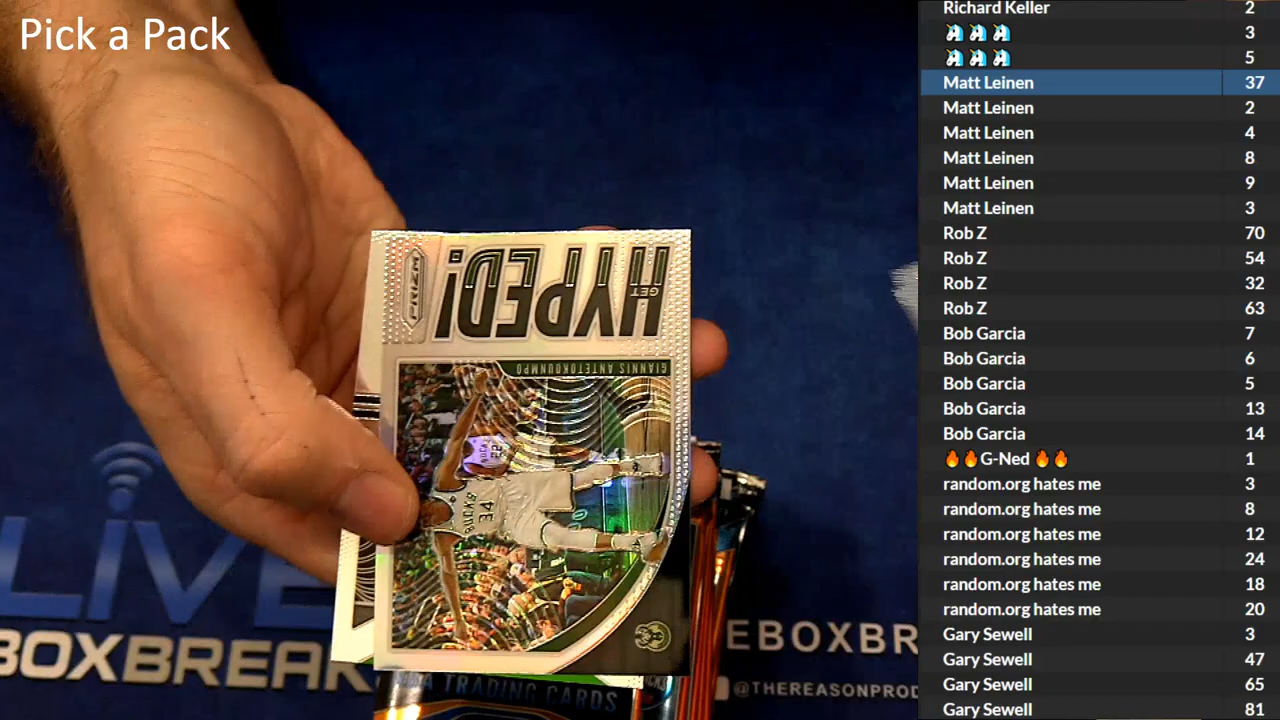 Pick a Pack
GET
HYPED!
PRIZM
GIANNIS ANTETOKOUNMPO
BUCKS
34
22
LIVE
BOXBREAK
EBOXBR
@THEREASONPROD
TRADING CARDS
Richard Keller 2
🦄🦄🦄 3
🦄🦄🦄 5
Matt Leinen 37
Matt Leinen 2
Matt Leinen 4
Matt Leinen 8
Matt Leinen 9
Matt Leinen 3
Rob Z 70
Rob Z 54
Rob Z 32
Rob Z 63
Bob Garcia 7
Bob Garcia 6
Bob Garcia 5
Bob Garcia 13
Bob Garcia 14
🔥🔥G-Ned 🔥🔥 1
random.org hates me 3
random.org hates me 8
random.org hates me 12
random.org hates me 24
random.org hates me 18
random.org hates me 20
Gary Sewell 3
Gary Sewell 47
Gary Sewell 65
Gary Sewell 81